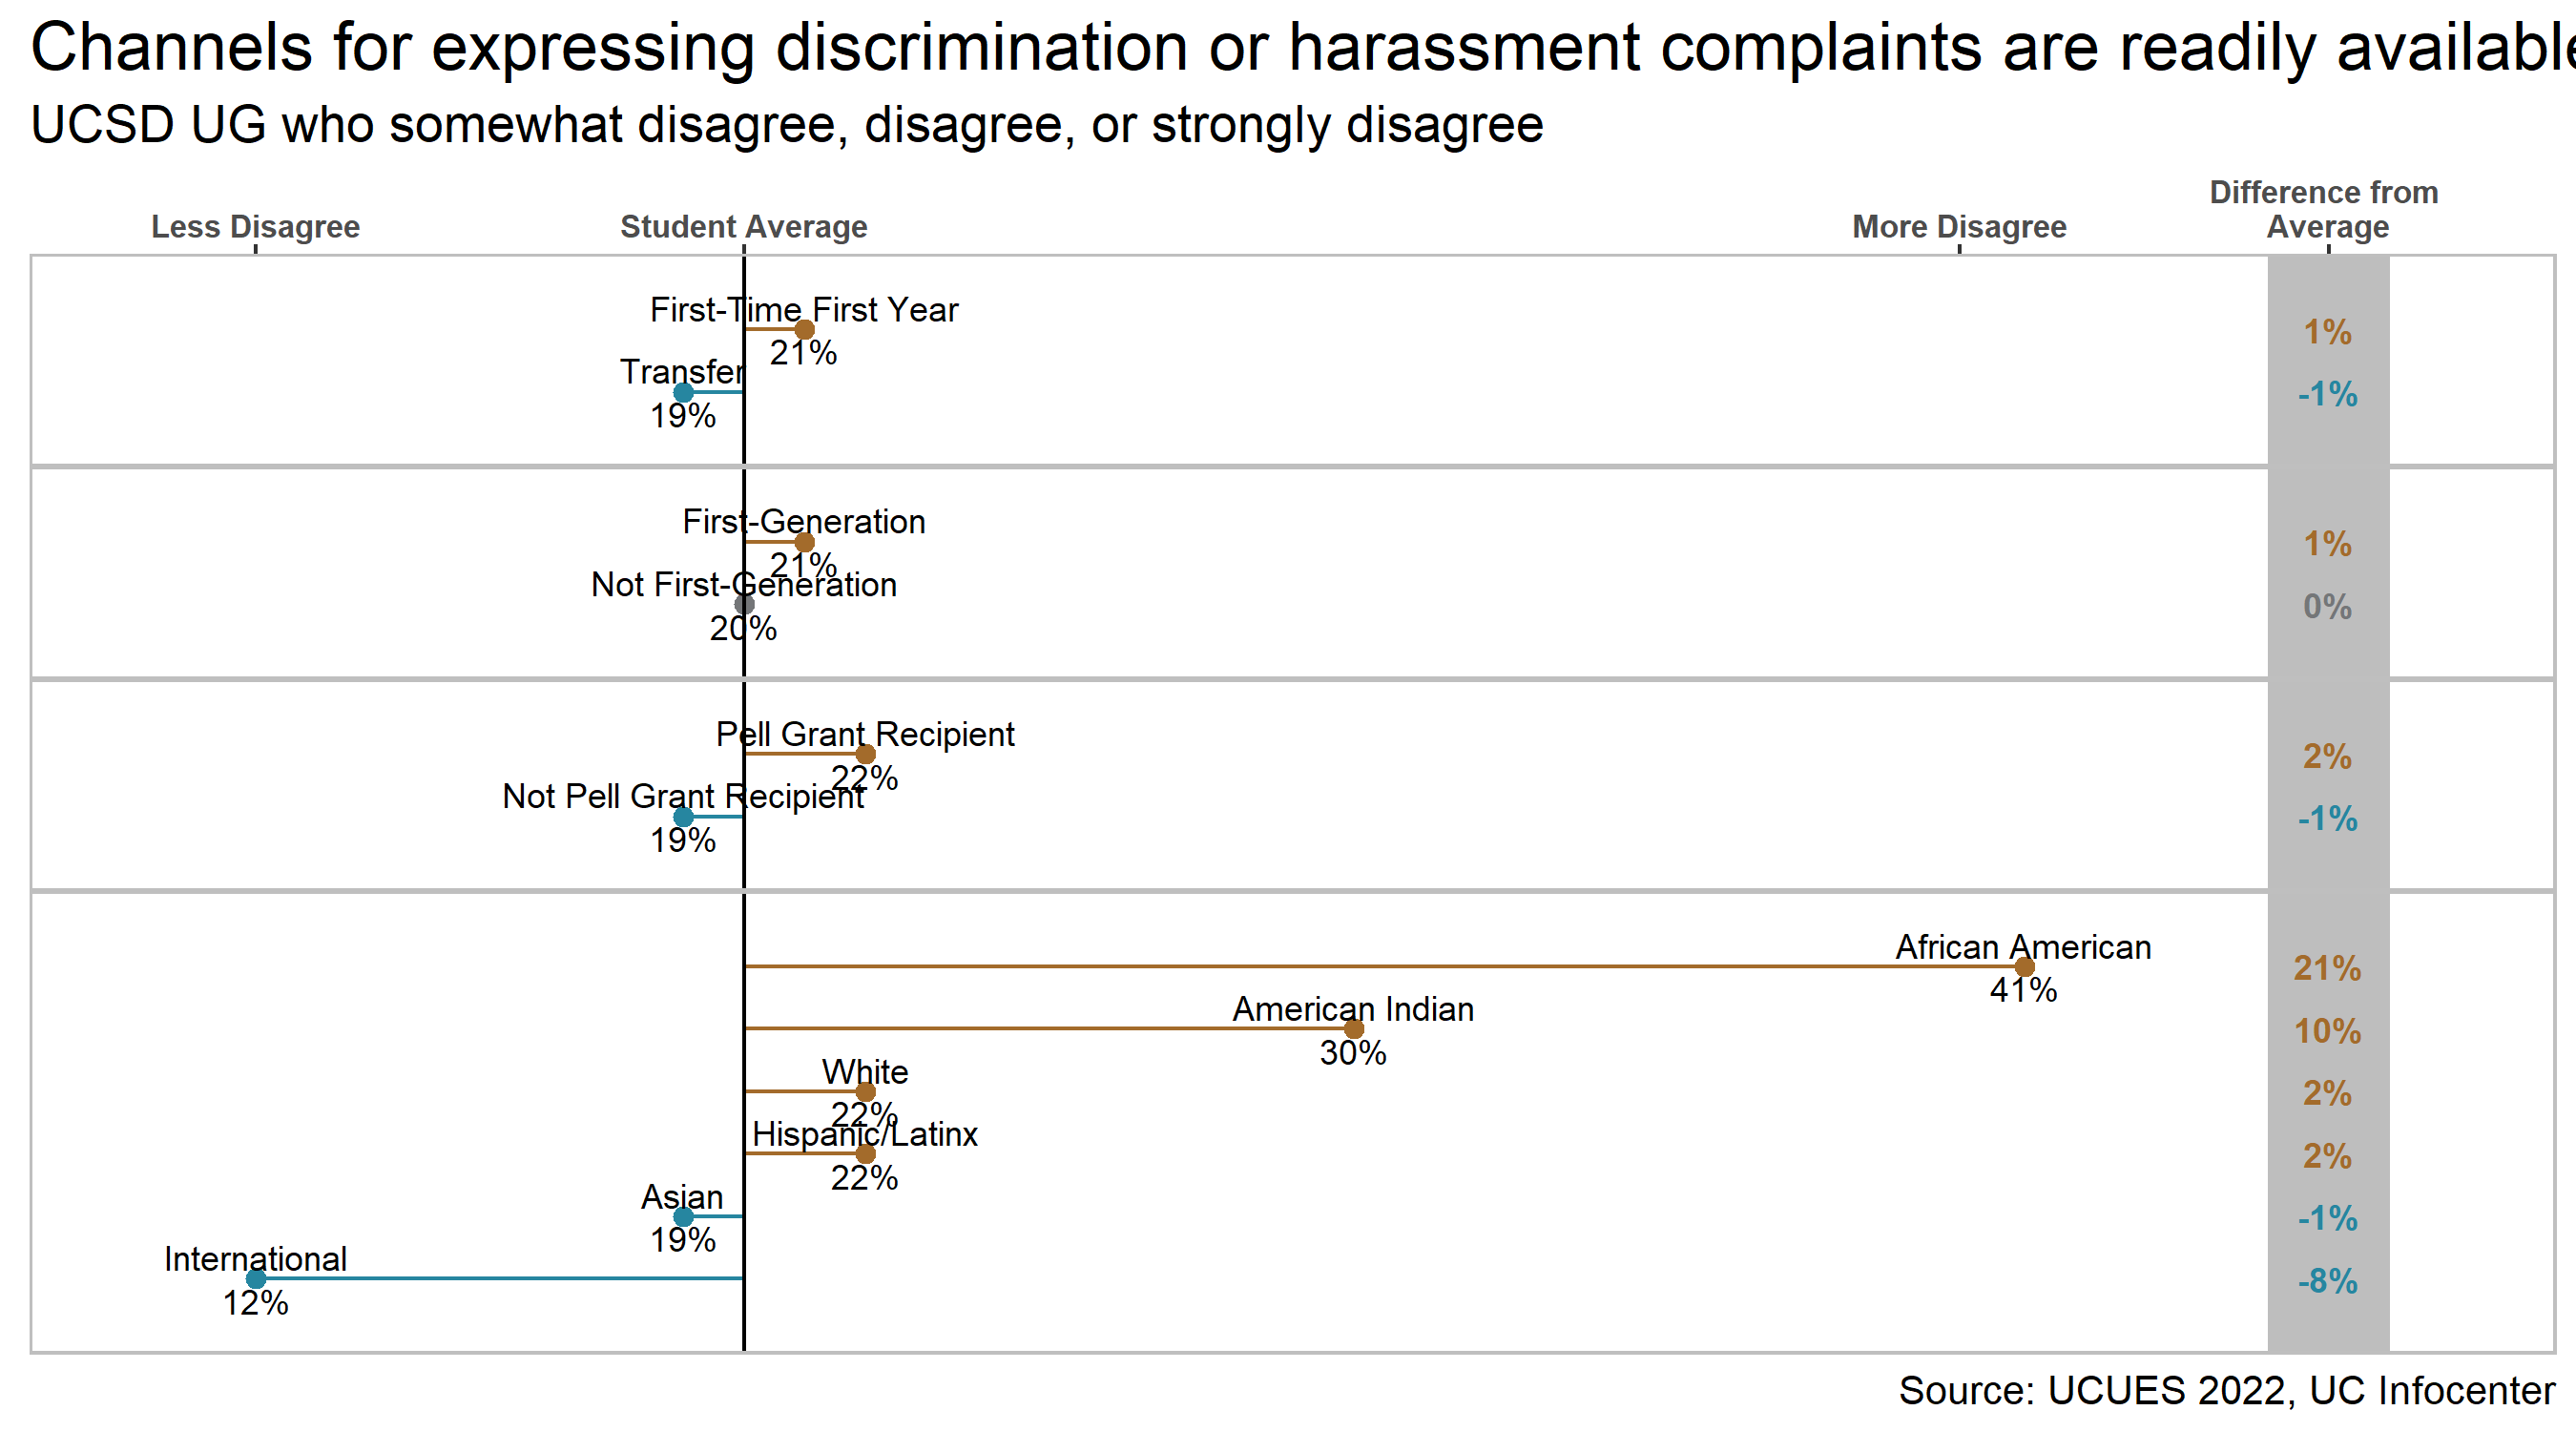 Channels for expressing discrimination or harassment complaints are readily available
UCSD UG who somewhat disagree, disagree, or strongly disagree
Less Disagree
Student Average
More Disagree
Difference from
Average
First-Time First Year
21%
1%
Transfer
19%
-1%
First-Generation
21%
1%
Not First-Generation
20%
0%
Pell Grant Recipient
22%
2%
Not Pell Grant Recipient
19%
-1%
African American
41%
21%
American Indian
30%
10%
White
22%
2%
Hispanic/Latinx
22%
2%
Asian
19%
-1%
International
12%
-8%
Source: UCUES 2022, UC Infocenter